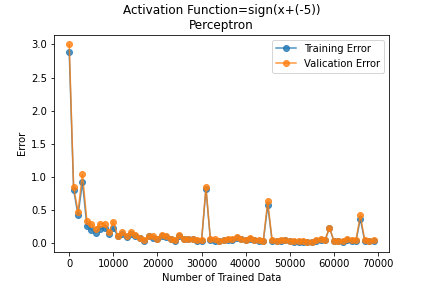 Activation Function=sign(x+(-5))
Perceptron
Training Error
Valication Error
3.0
2.5
2.0
1.5
1.0
0.5
0.0
Error
0 10000 20000 30000 40000 50000 60000 70000
Number of Trained Data